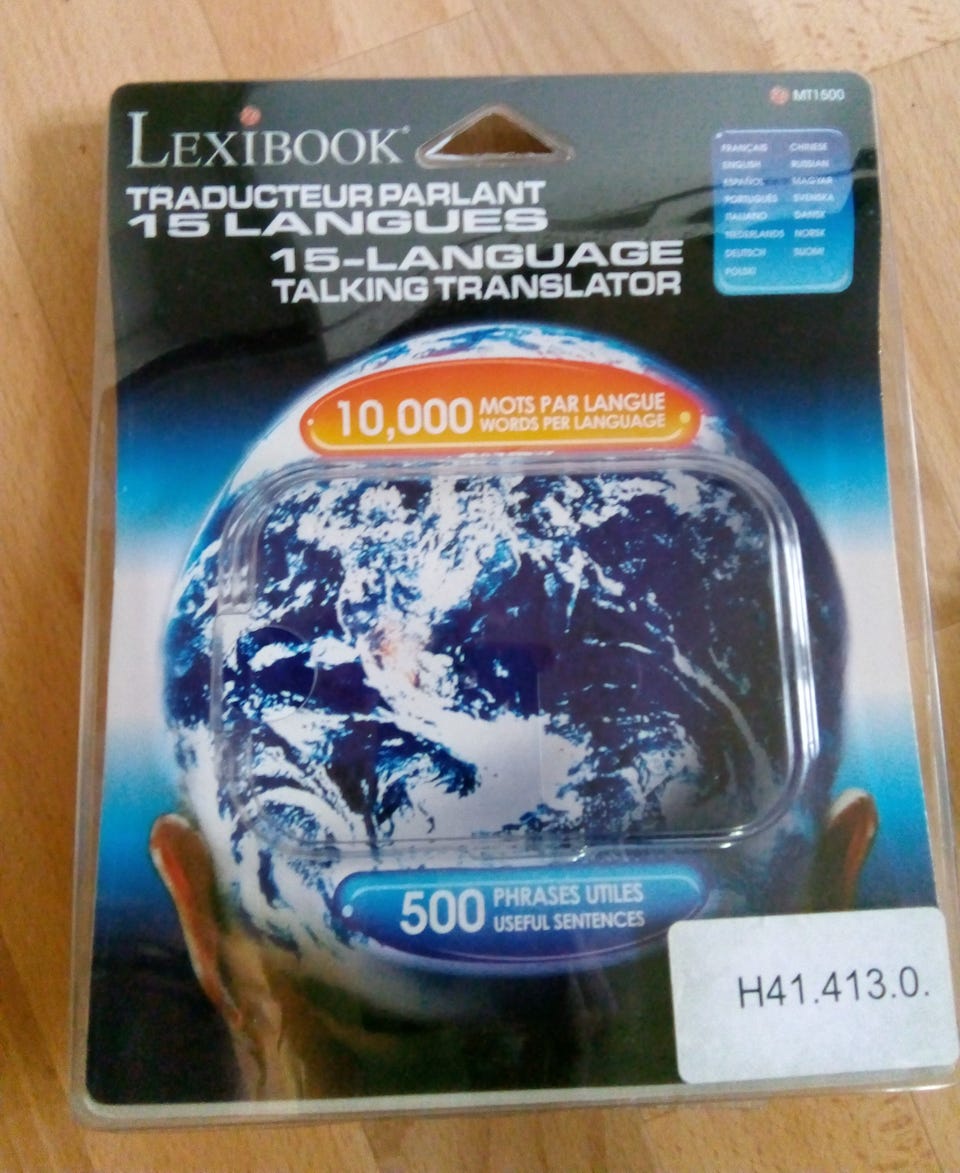 LEXIBOOK®
MT1500
TRADUCTEUR PARLANT
15 LANGUES
15-LANGUAGE
TALKING TRANSLATOR
FRANÇAIS
ENGLISH
ESPAÑOL
PORTUGUÊS
ITALIANO
NEDERLANDS
DEUTSCH
POLSKI
CHINESE
RUSSIAN
MAGYAR
SVENSKA
DANSK
NORSK
SUOMI
10,000 MOTS PAR LANGUE
WORDS PER LANGUAGE
500 PHRASES UTILES
USEFUL SENTENCES
H41.413.0.